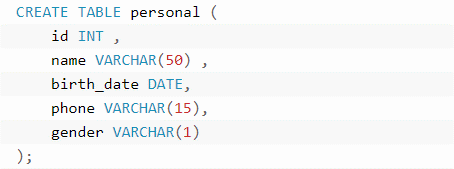 CREATE TABLE personal (
    id INT ,
    name VARCHAR(50) ,
    birth_date DATE,
    phone VARCHAR(15),
    gender VARCHAR(1)
);